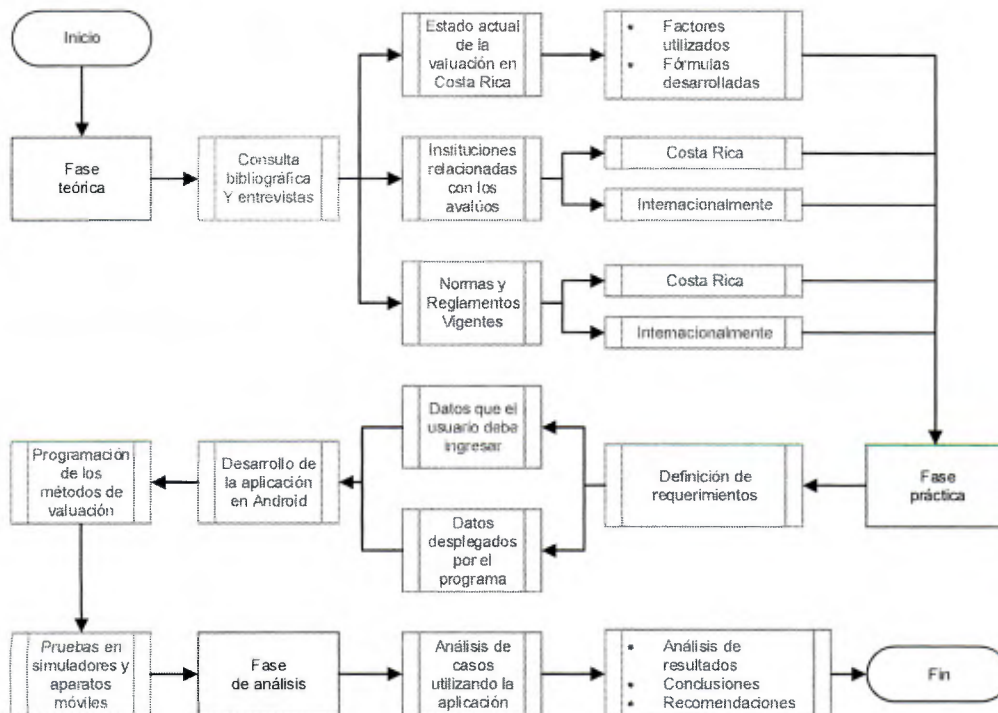 Inicio
Fase
teórica
Consulta
bibliográfica
Y entrevistas
Estado actual
de la
valuación en
Costa Rica
• Factores
utilizados
• Fórmulas
desarrolladas
Instituciones
relacionadas
con los
avalúos
Costa Rica
Internacionalmente
Normas y
Reglamentos
Vigentes
Costa Rica
Internacionalmente
Fase
práctica
Definición de
requerimientos
Datos que el
usuario debe
ingresar
Datos
desplegados
por el
programa
Desarrollo de
la aplicación
en Android
Programación
de los
métodos de
valuación
Pruebas en
simuladores y
aparatos
móviles
Fase
de análisis
Análisis de
casos
utilizando la
aplicación
• Análisis de
resultados
• Conclusiones
• Recomendaciones
Fin